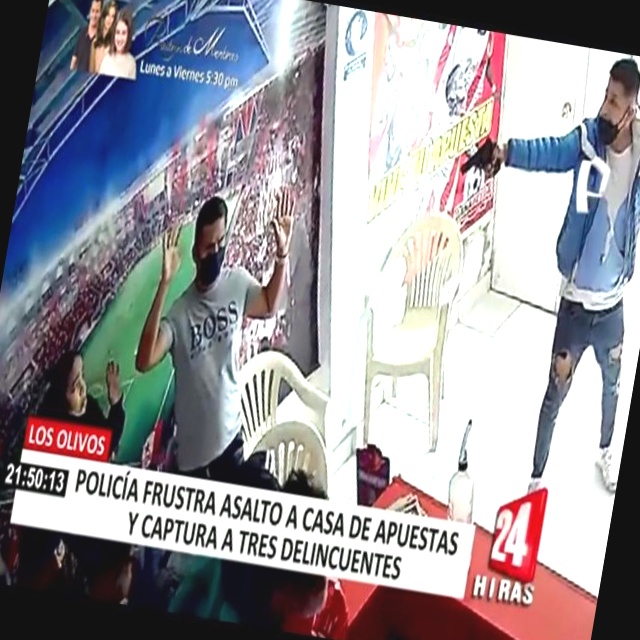 Lunes a Viernes 5:30 pm
BOSS
LOS OLIVOS
21:50:13
POLICÍA FRUSTRA ASALTO A CASA DE APUESTAS
Y CAPTURA A TRES DELINCUENTES
24
HIRAS